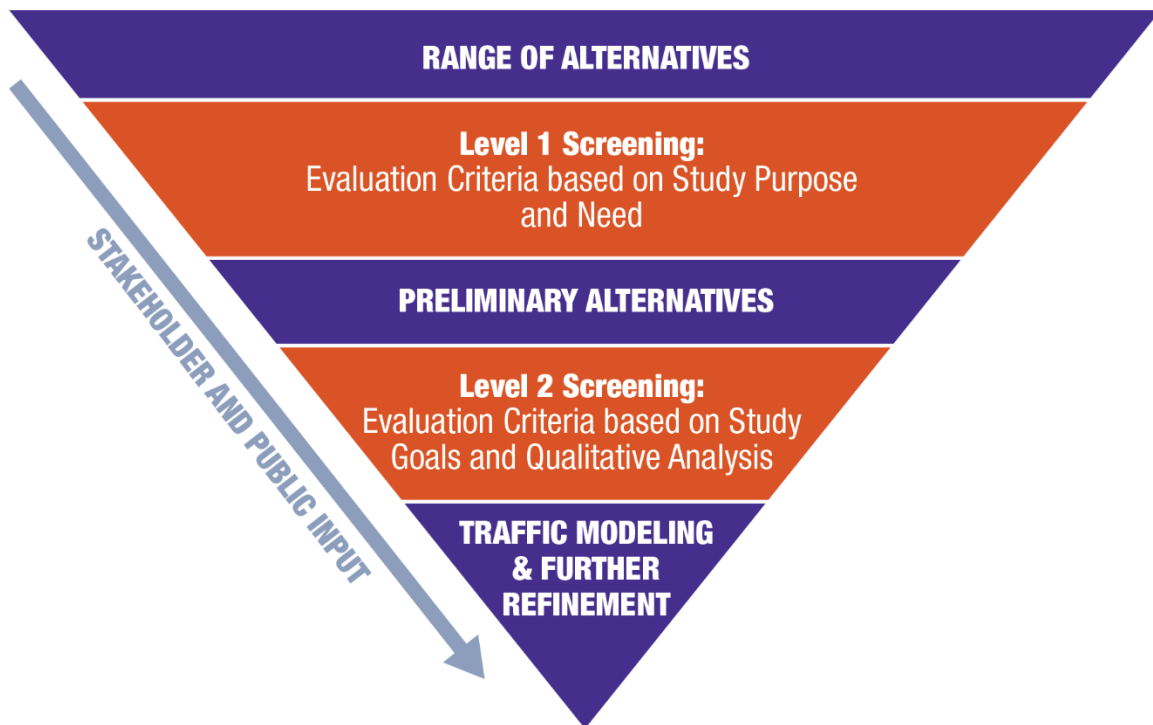 RANGE OF ALTERNATIVES
Level 1 Screening:
Evaluation Criteria based on Study Purpose
and Need
PRELIMINARY ALTERNATIVES
Level 2 Screening:
Evaluation Criteria based on Study
Goals and Qualitative Analysis
TRAFFIC MODELING
& FURTHER
REFINEMENT
STAKEHOLDER AND PUBLIC INPUT